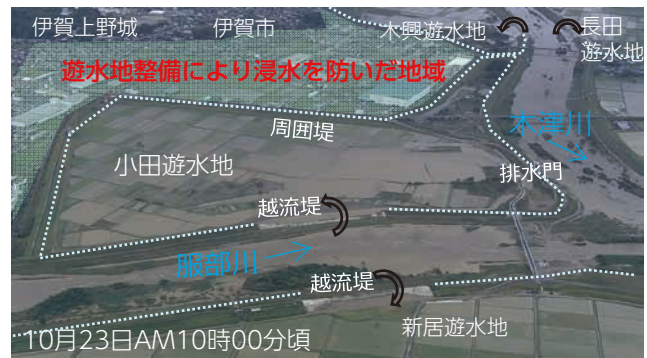 伊賀上野城
伊賀市
木興遊水地
長田
遊水地
遊水地整備により浸水を防いだ地域
周囲堤
木津川
小田遊水地
排水門
越流堤
服部川
越流堤
新居遊水地
10月23日AM10時00分頃